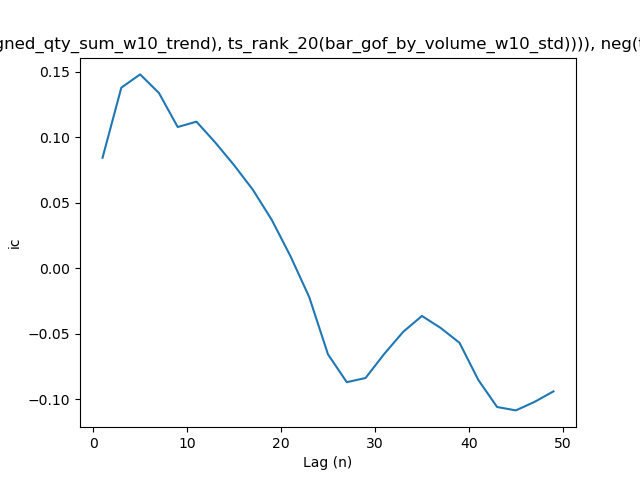 gned_qty_sum_w10_trend), ts_rank_20(bar_gof_by_volume_w10_std)))), neg(
0.15
0.10
0.05
0.00
−0.05
−0.10
ic
0 10 20 30 40 50
Lag (n)